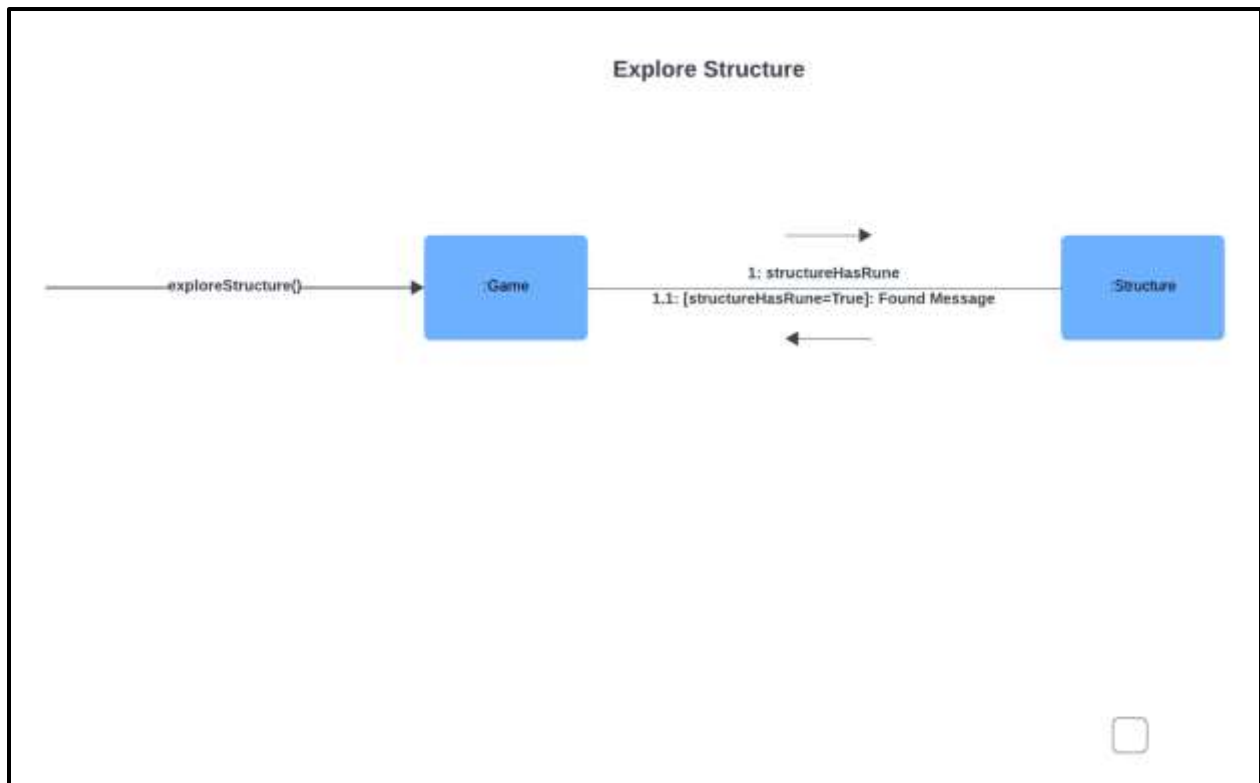 Explore Structure
exploreStructure()
:Game
1: structureHasRune
1.1: [structureHasRune=True]: Found Message
:Structure